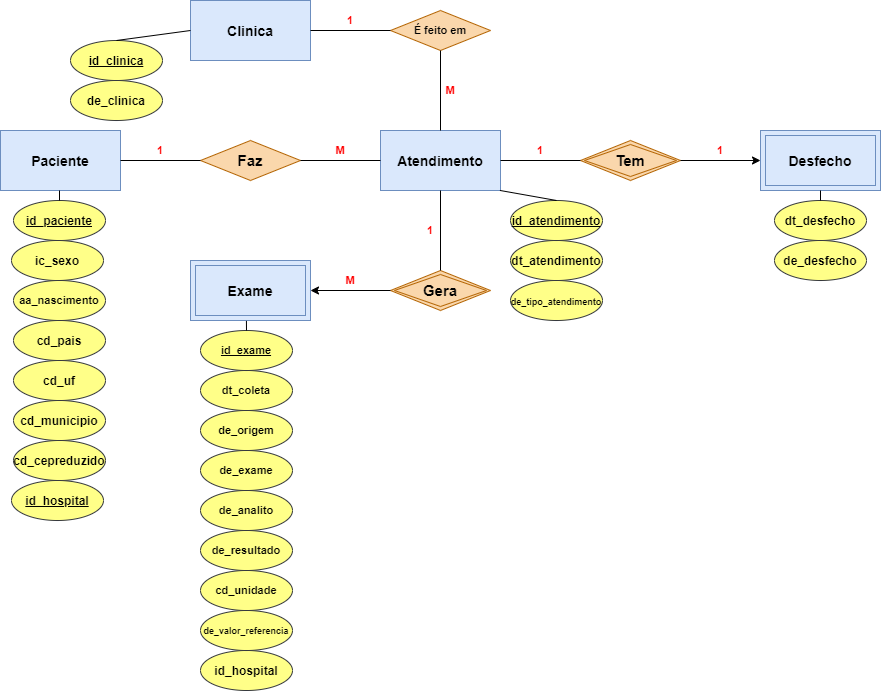 Clinica
1
É feito em
id_clinica
de_clinica
M
Paciente
1
Faz
M
Atendimento
1
Tem
1
Desfecho
id_paciente
ic_sexo
aa_nascimento
cd_pais
cd_uf
cd_municipio
cd_cepreduzido
id_hospital
1
id_atendimento
dt_atendimento
de_tipo_atendimento
dt_desfecho
de_desfecho
Exame
M
Gera
id_exame
dt_coleta
de_origem
de_exame
de_analito
de_resultado
cd_unidade
de_valor_referencia
id_hospital